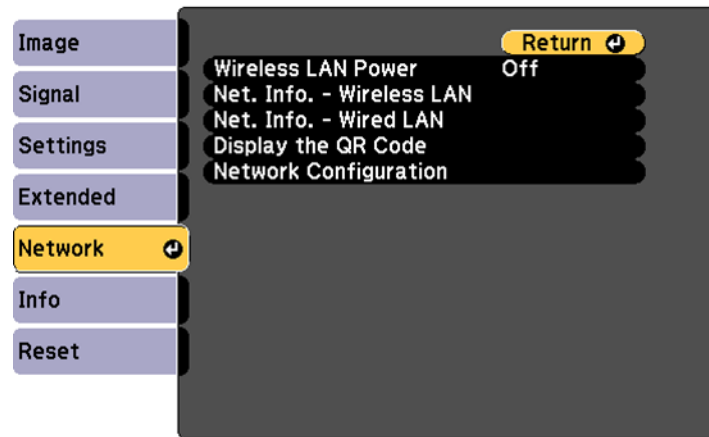 Image
Signal
Settings
Extended
Network
Info
Reset
Return
Wireless LAN Power Off
Net. Info. - Wireless LAN
Net. Info. - Wired LAN
Display the QR Code
Network Configuration